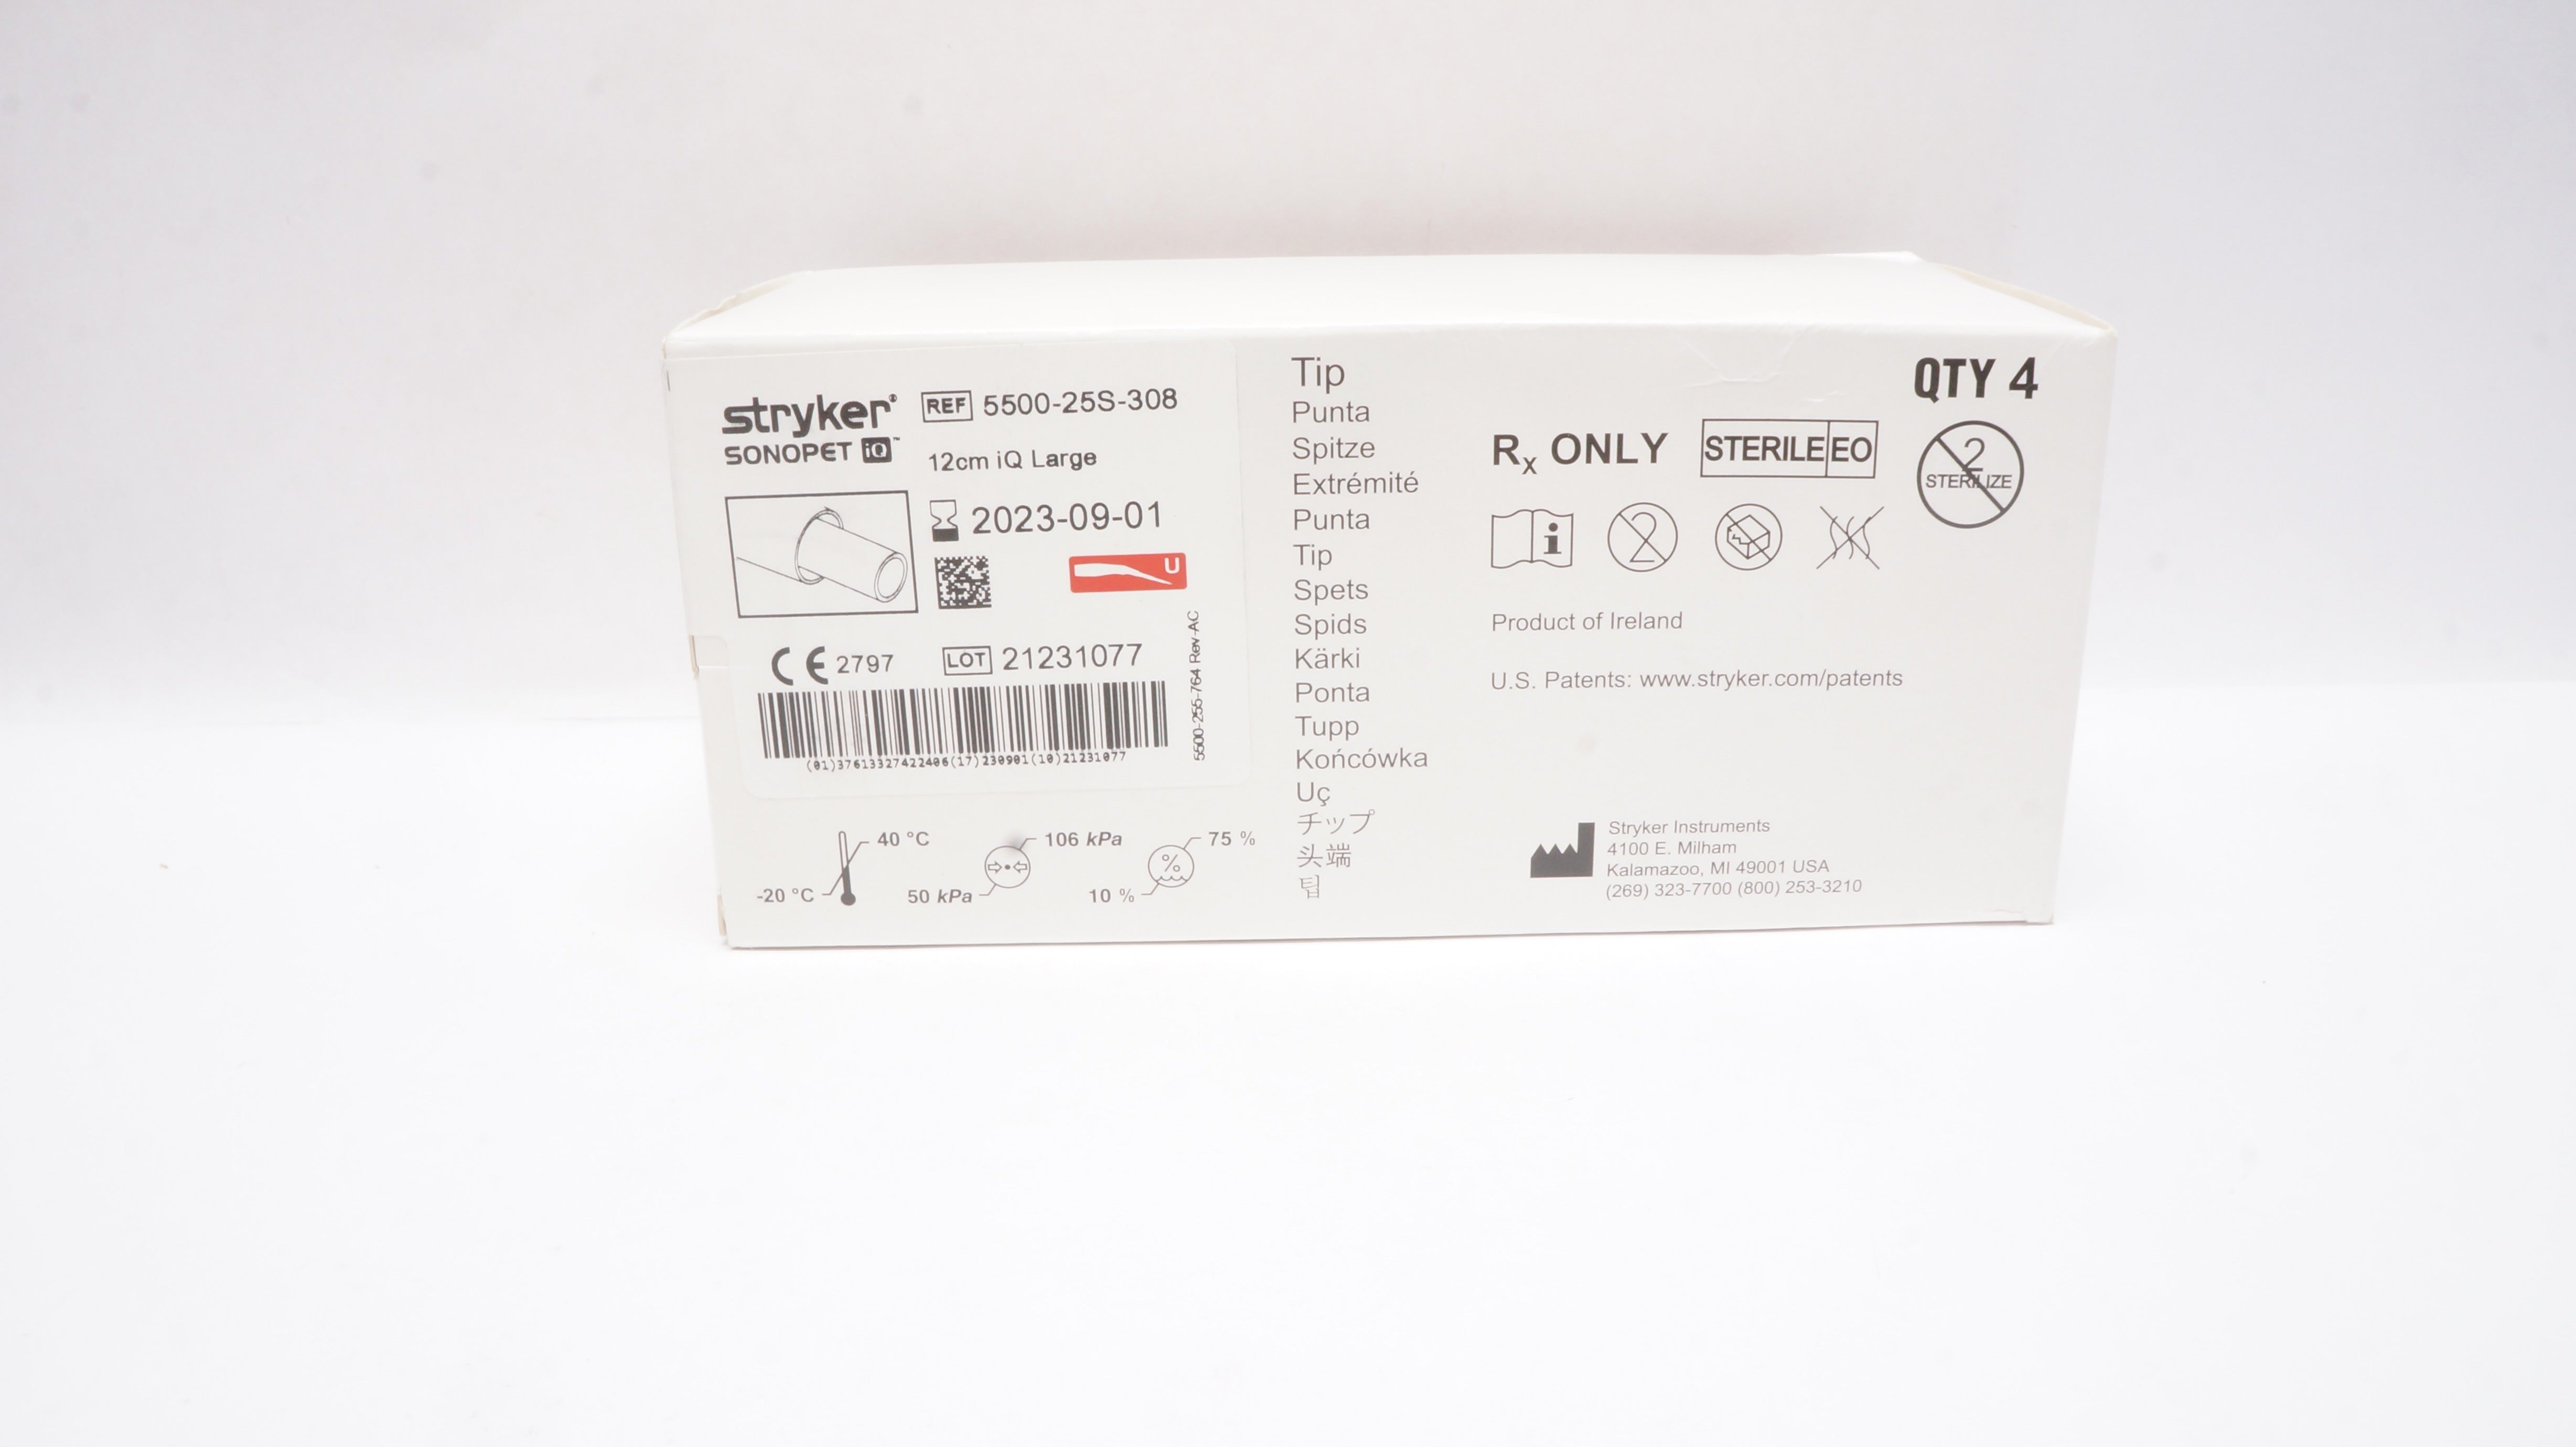 stryker®
SONOPET iQ™
REF 5500-25S-308
12cm iQ Large
2023-09-01
U
CE 2797
LOT 21231077
(01)37613327422406(17)230901(10)21231077
5500-255-764 Rev-AC
40 °C
-20 °C
106 kPa
50 kPa
%
75 %
10 %
Tip
Punta
Spitze
Extrémité
Punta
Tip
Spets
Spids
Kärki
Ponta
Tupp
Końcówka
Uç
チップ
头端
팁
QTY 4
Rx ONLY
STERILE EO
2
STERILIZE
i
2
Product of Ireland
U.S. Patents: www.stryker.com/patents
Stryker Instruments
4100 E. Milham
Kalamazoo, MI 49001 USA
(269) 323-7700 (800) 253-3210